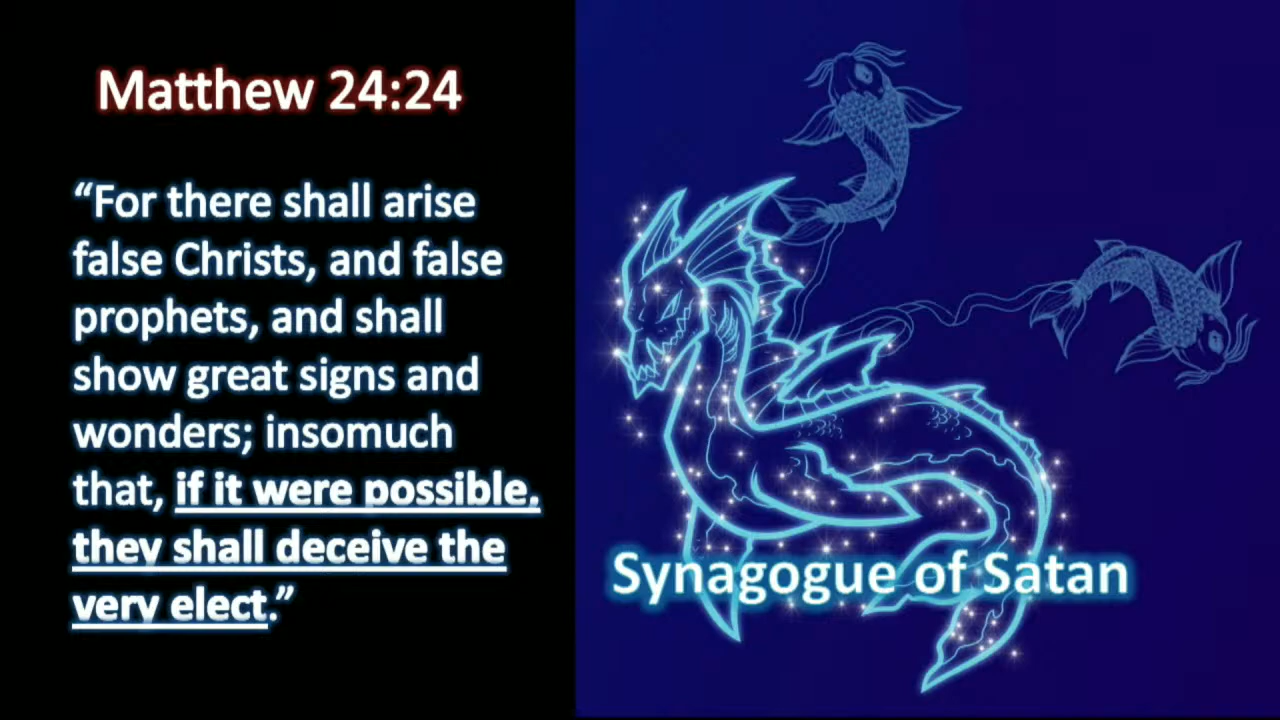 Matthew 24:24
“For there shall arise
false Christs, and false
prophets, and shall
show great signs and
wonders; insomuch
that, if it were possible,
they shall deceive the
very elect.”
Synagogue of Satan